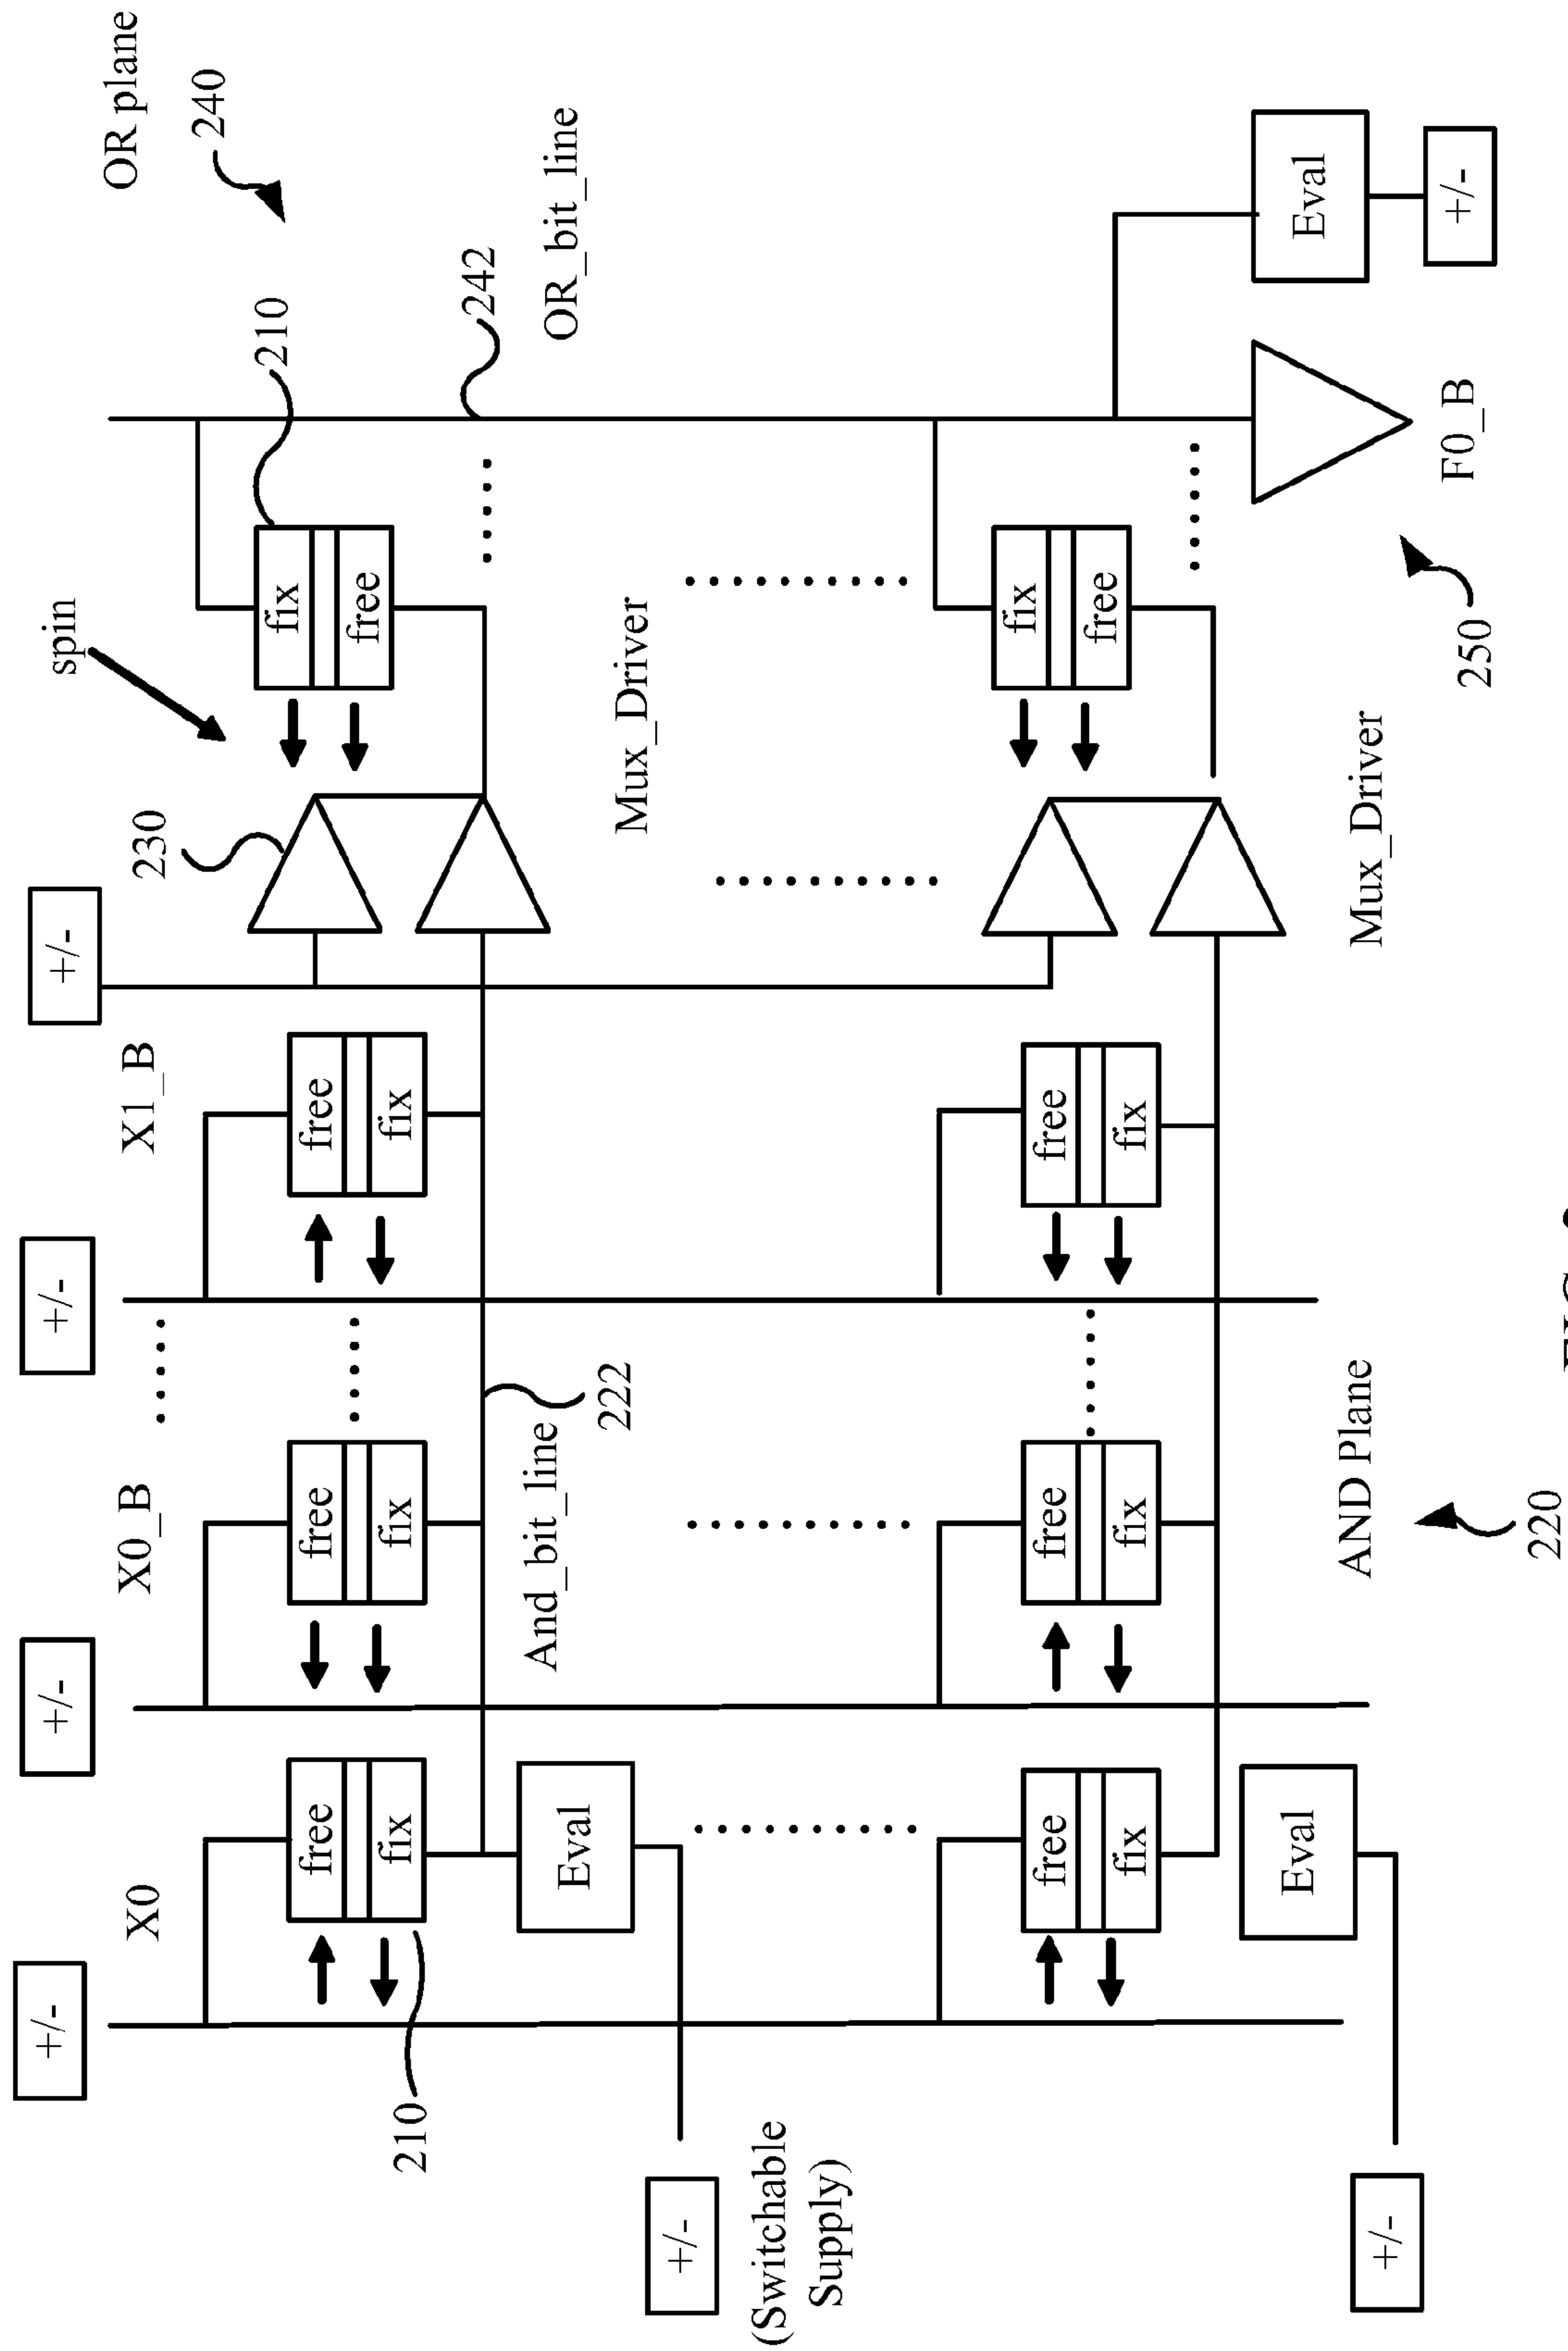 +/-
+/-
+/-
+/-
spin
X0
X0_B
X1_B
230
OR plane
240
210
free
free
free
fix
fix
fix
fix
free
210
242
And_bit_line
OR_bit_line
Eval
222
Mux_Driver
+/-
(Switchable
Supply)
free
free
free
fix
fix
fix
fix
free
Eval
Eval
AND Plane
Mux_Driver
+/-
F0_B
+/-
250
220
FIG.